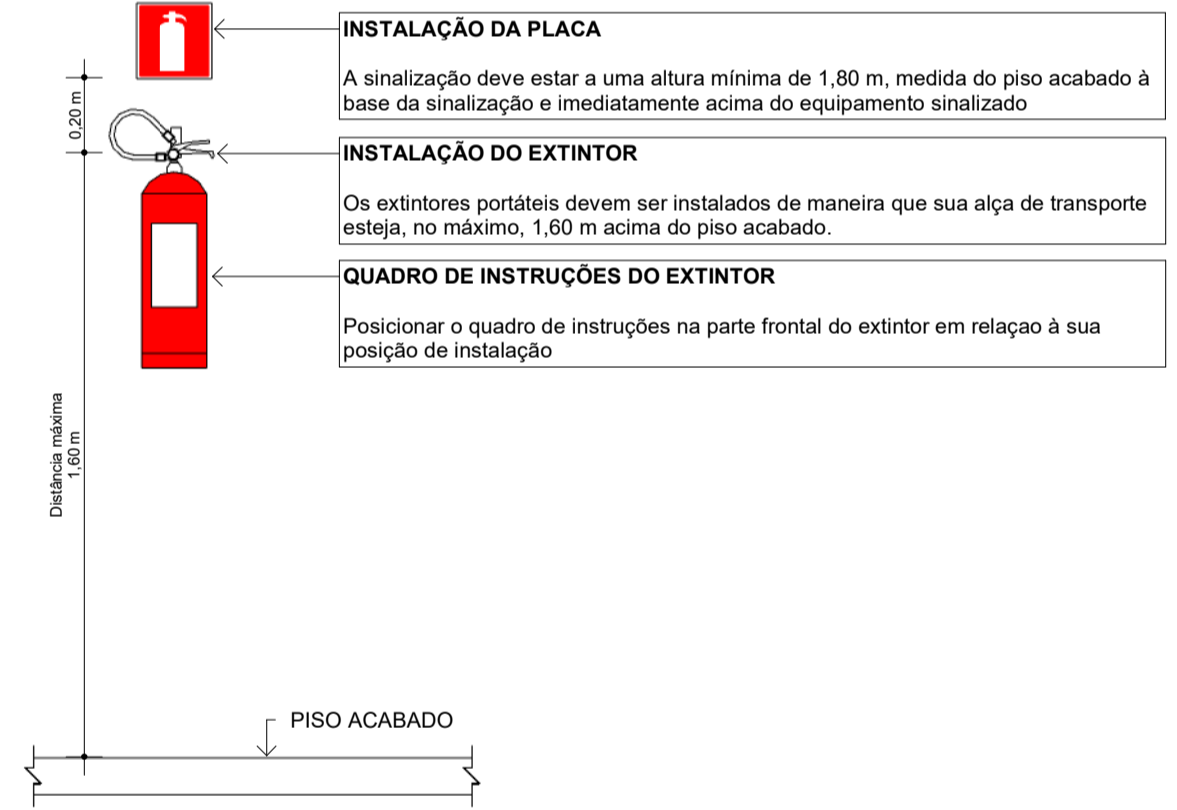 INSTALAÇÃO DA PLACA
A sinalização deve estar a uma altura mínima de 1,80 m, medida do piso acabado à
base da sinalização e imediatamente acima do equipamento sinalizado
0,20 m
INSTALAÇÃO DO EXTINTOR
Os extintores portáteis devem ser instalados de maneira que sua alça de transporte
esteja, no máximo, 1,60 m acima do piso acabado.
QUADRO DE INSTRUÇÕES DO EXTINTOR
Posicionar o quadro de instruções na parte frontal do extintor em relaçao à sua
posição de instalação
Distância máxima
1,60 m
PISO ACABADO